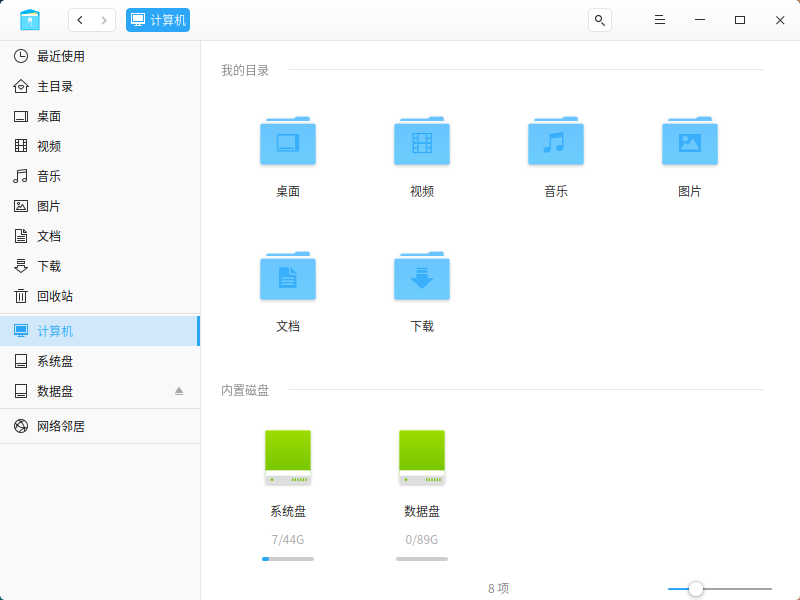 计算机
最近使用
主目录
桌面
视频
音乐
图片
文档
下载
回收站
计算机
系统盘
数据盘
网络邻居
我的目录
桌面 视频 音乐 图片
文档 下载
内置磁盘
系统盘 数据盘
7/44G 0/89G
8 项